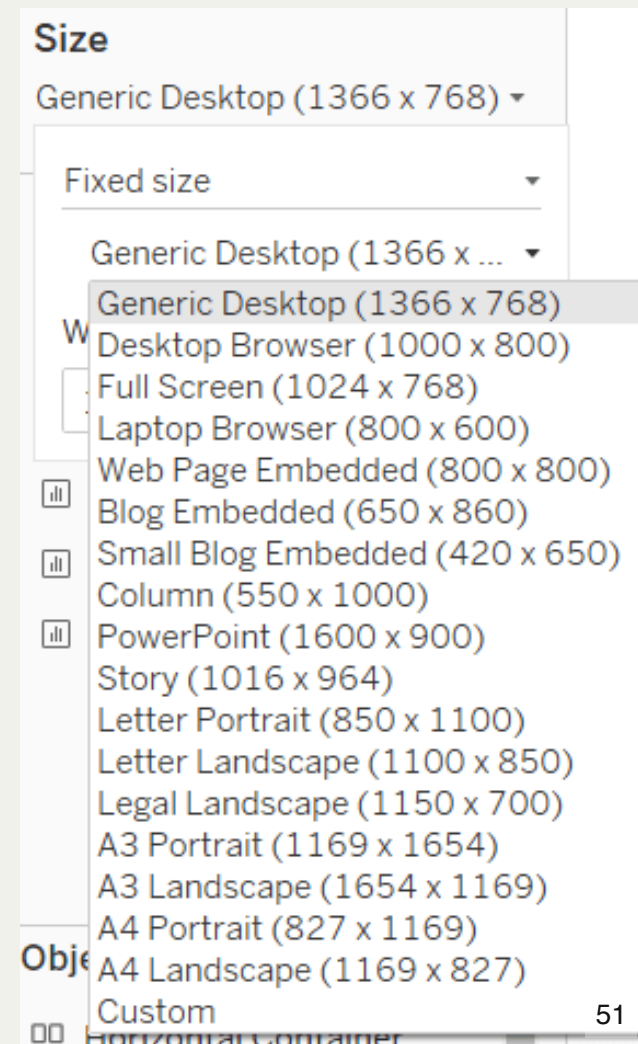 Size
Generic Desktop (1366 x 768)
Fixed size
Generic Desktop (1366 x ...
Generic Desktop (1366 x 768)
W
Desktop Browser (1000 x 800)
Full Screen (1024 x 768)
Laptop Browser (800 x 600)
Web Page Embedded (800 x 800)
Blog Embedded (650 x 860)
Small Blog Embedded (420 x 650)
Column (550 x 1000)
PowerPoint (1600 x 900)
Story (1016 x 964)
Letter Portrait (850 x 1100)
Letter Landscape (1100 x 850)
Legal Landscape (1150 x 700)
A3 Portrait (1169 x 1654)
A3 Landscape (1654 x 1169)
A4 Portrait (827 x 1169)
Obje
A4 Landscape (1169 x 827)
Custom
51
Horizontal Container